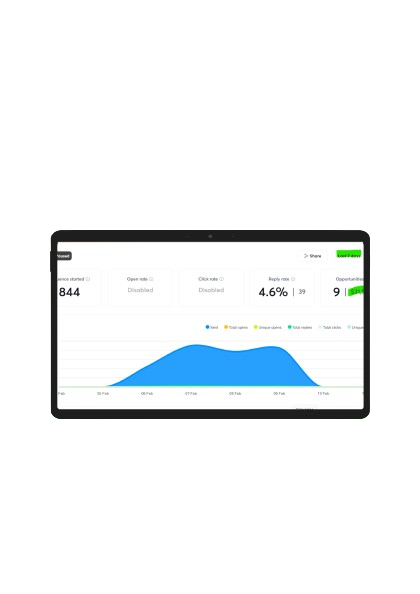 Paused
Share
Last 7 days
uence started
Open rate
Click rate
Reply rate
Opportunities
844
Disabled
Disabled
4.6% | 39
9 |
Sent
Total opens
Unique opens
Total replies
Total clicks
Unique
Feb
05 Feb
06 Feb
07 Feb
08 Feb
09 Feb
10 Feb